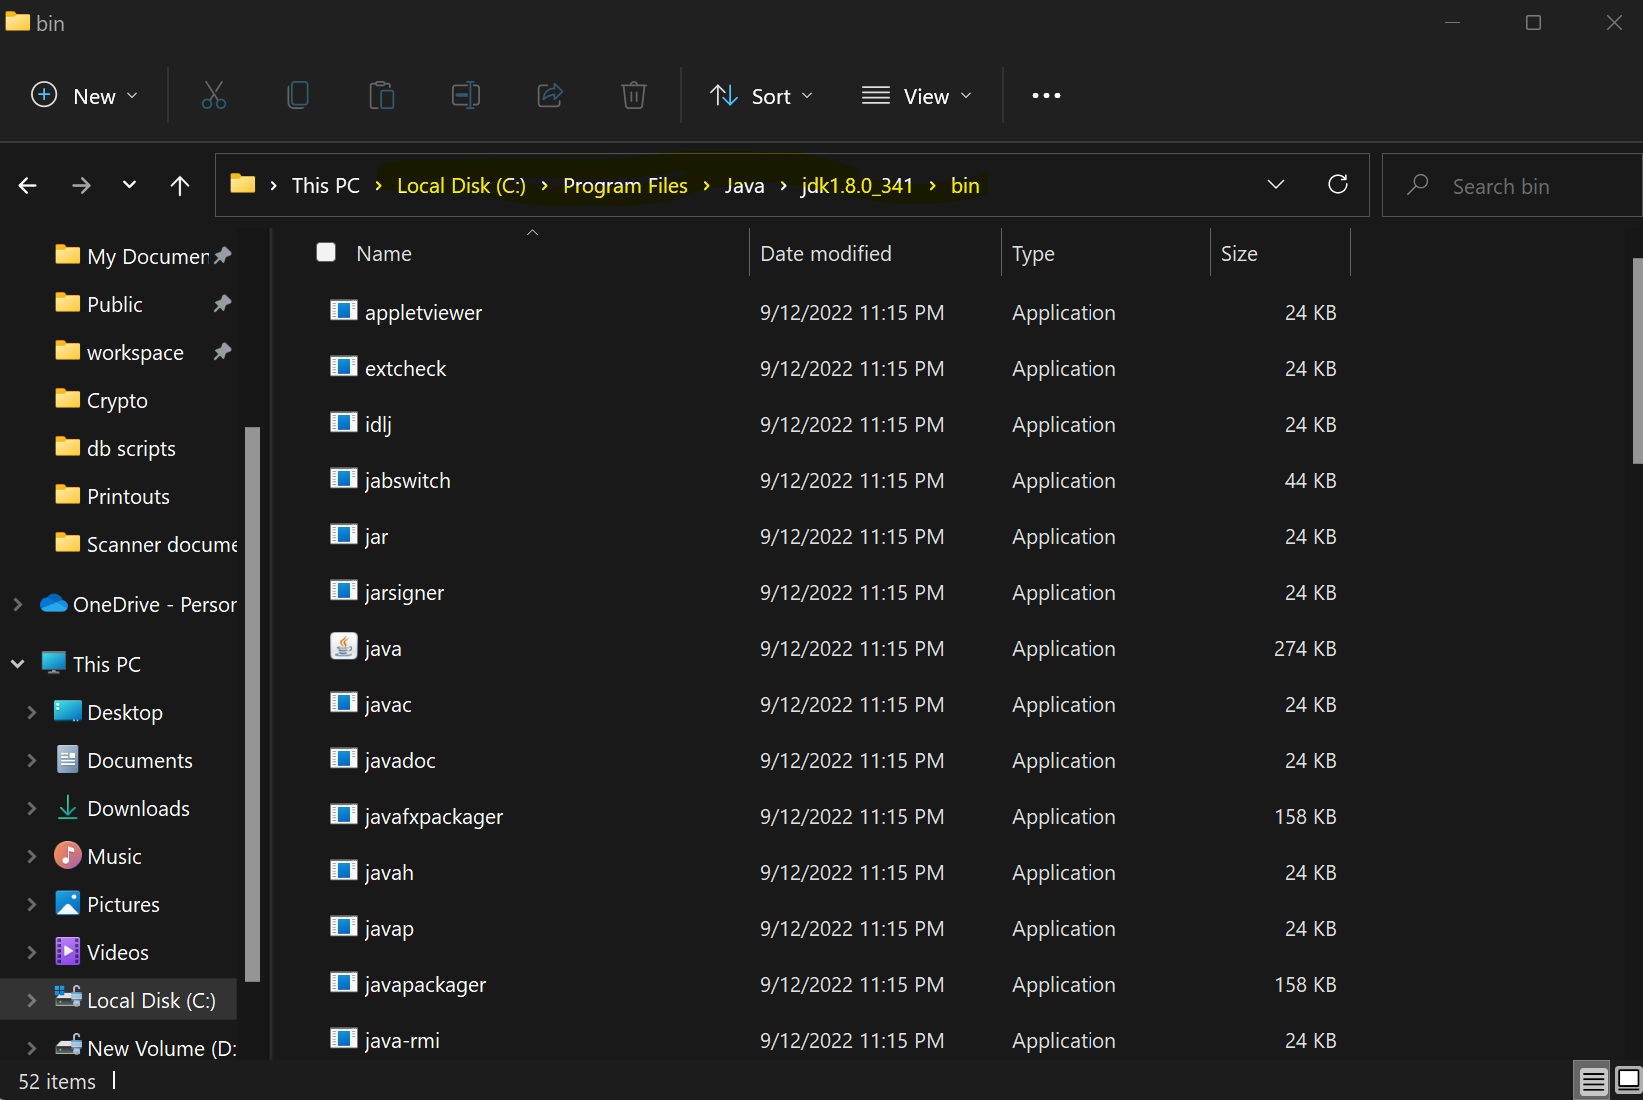 bin
New
Sort
View
This PC > Local Disk (C:) > Program Files > Java > jdk1.8.0_341 > bin
Search bin
My Documen
Public
workspace
Crypto
db scripts
Printouts
Scanner docume
OneDrive - Person
This PC
Desktop
Documents
Downloads
Music
Pictures
Videos
Local Disk (C:)
New Volume (D:
Name Date modified Type Size
appletviewer 9/12/2022 11:15 PM Application 24 KB
extcheck 9/12/2022 11:15 PM Application 24 KB
idlj 9/12/2022 11:15 PM Application 24 KB
jabswitch 9/12/2022 11:15 PM Application 44 KB
jar 9/12/2022 11:15 PM Application 24 KB
jarsigner 9/12/2022 11:15 PM Application 24 KB
java 9/12/2022 11:15 PM Application 274 KB
javac 9/12/2022 11:15 PM Application 24 KB
javadoc 9/12/2022 11:15 PM Application 24 KB
javafxpackager 9/12/2022 11:15 PM Application 158 KB
javah 9/12/2022 11:15 PM Application 24 KB
javap 9/12/2022 11:15 PM Application 24 KB
javapackager 9/12/2022 11:15 PM Application 158 KB
java-rmi 9/12/2022 11:15 PM Application 24 KB
52 items